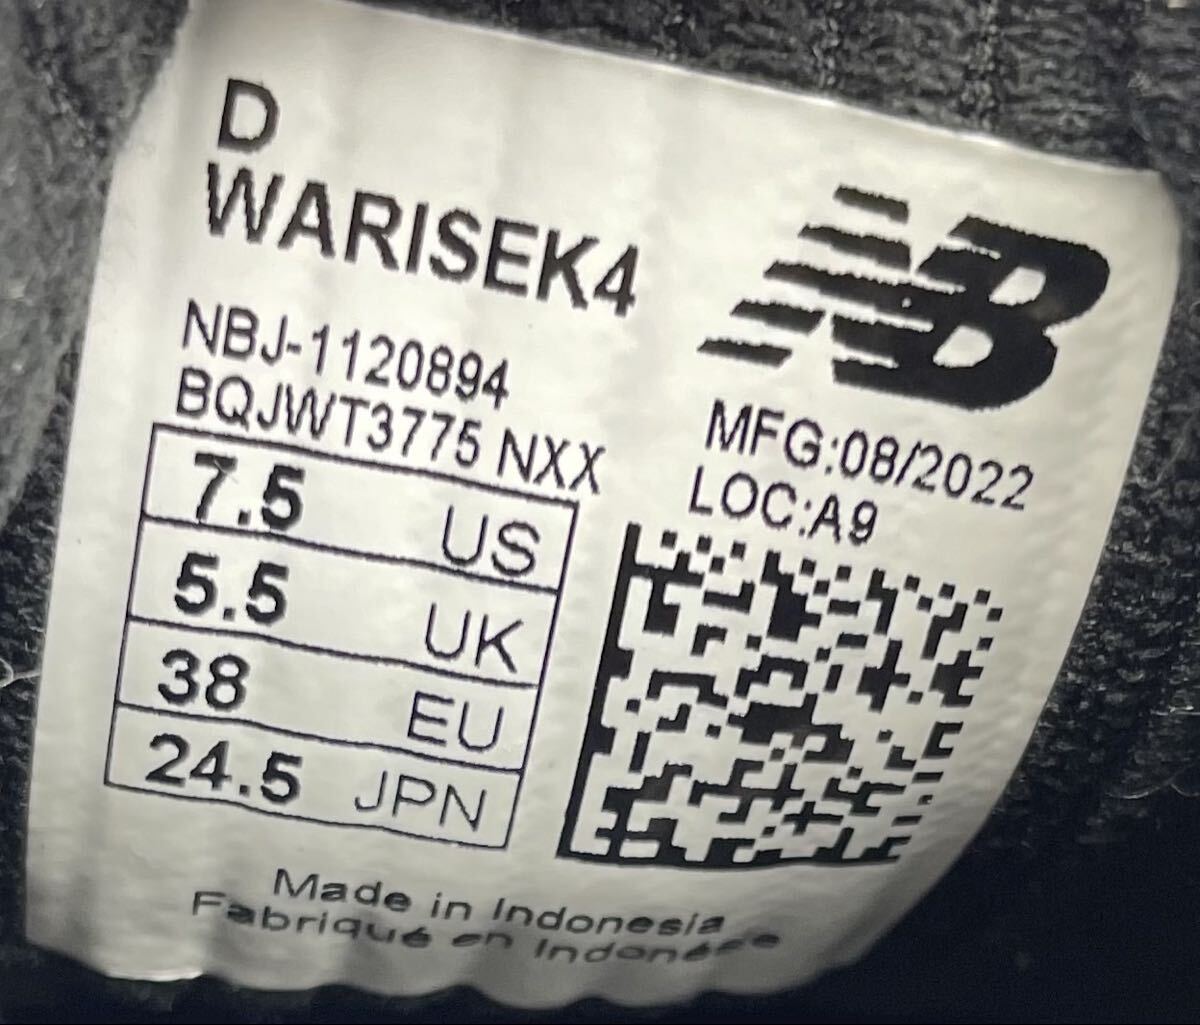 D
WARISEK4
NB
NBJ-1120894
BQJWT3775 NXX
MFG:08/2022
LOC:A9
7.5 US
5.5 UK
38 EU
24.5 JPN
Made in Indonesia
Fabriqué en Indonésie